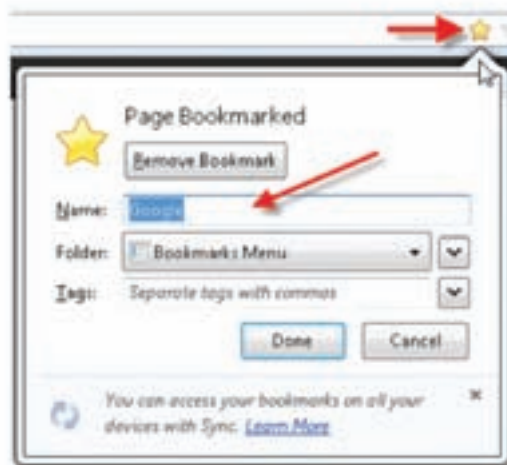 Page Bookmarked
Remove Bookmark
Name: Google
Folder: Bookmarks Menu
Tags: Separate tags with commas
Done Cancel
You can access your bookmarks on all your
devices with Sync. Learn More